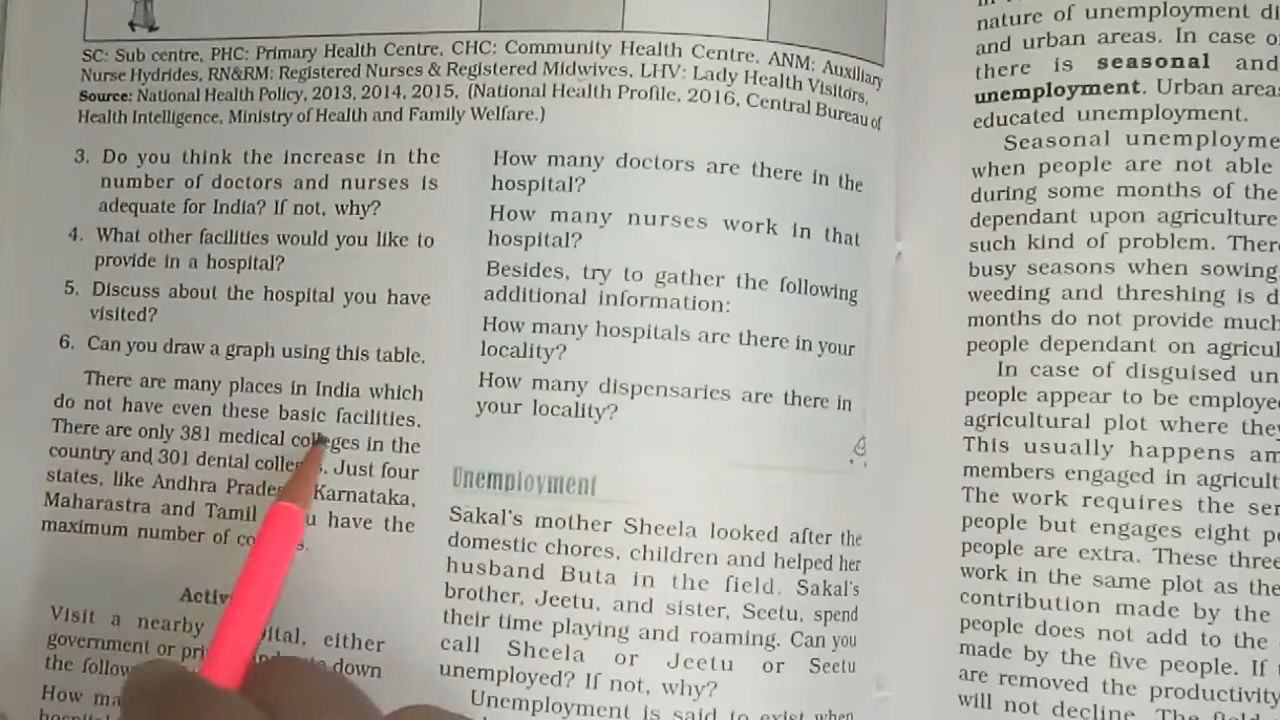 SC: Sub centre, PHC: Primary Health Centre, CHC: Community Health Centre, ANM: Auxiliary
Nurse Hydrides, RN&RM: Registered Nurses & Registered Midwives, LHV: Lady Health Visitors,
Source: National Health Policy, 2013, 2014, 2015, (National Health Profile, 2016, Central Bureau of
Health Intelligence, Ministry of Health and Family Welfare.)
3. Do you think the increase in the
number of doctors and nurses is
adequate for India? If not, why?
4. What other facilities would you like to
provide in a hospital?
5. Discuss about the hospital you have
visited?
6. Can you draw a graph using this table.
There are many places in India which
do not have even these basic facilities.
There are only 381 medical colleges in the
country and 301 dental Just four
states, like Andhra Karnataka,
Maharastra and Tamil have the
maximum number of
Visit a nearby either
government or down
the
How
How many doctors are there in the
hospital?
How many nurses work in that
hospital?
Besides, try to gather the following
additional information:
How many hospitals are there in your
locality?
How many dispensaries are there in
your locality?
Unemployment
Sakal's mother Sheela looked after the
domestic chores, children and helped her
husband Buta in the field. Sakal's
brother, Jeetu, and sister, Seetu, spend
their time playing and roaming. Can you
call Sheela or Jeetu or Seetu
unemployed? If not, why?
Unemployment is said to exist when
nature of unemployment
and urban areas. In case
there is seasonal and
unemployment. Urban
educated unemployment.
Seasonal
when people are not able
during some months of the
dependant upon agriculture
such kind of problem.
busy seasons when sowing,
weeding and threshing is
months do not provide much
people dependant on
In case of disguised
people appear to be
agricultural plot where
This usually happens
members engaged in
The work requires the
people but engages eight
people are extra. These three
work in the same plot as the
contribution made by the
people does not add to the
made by the five people. If
are removed the productivity
will not decline. The